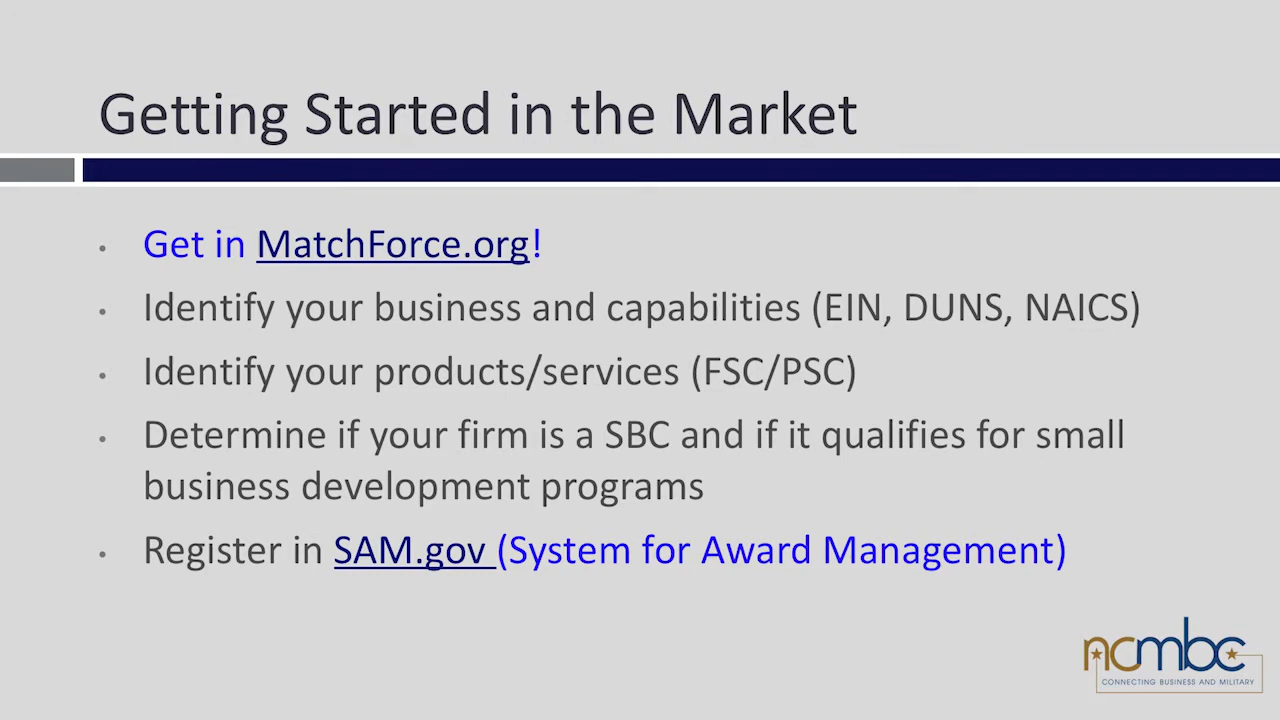 Getting Started in the Market
• Get in MatchForce.org!
• Identify your business and capabilities (EIN, DUNS, NAICS)
• Identify your products/services (FSC/PSC)
• Determine if your firm is a SBC and if it qualifies for small
business development programs
• Register in SAM.gov (System for Award Management)
ncmbc
CONNECTING BUSINESS AND MILITARY